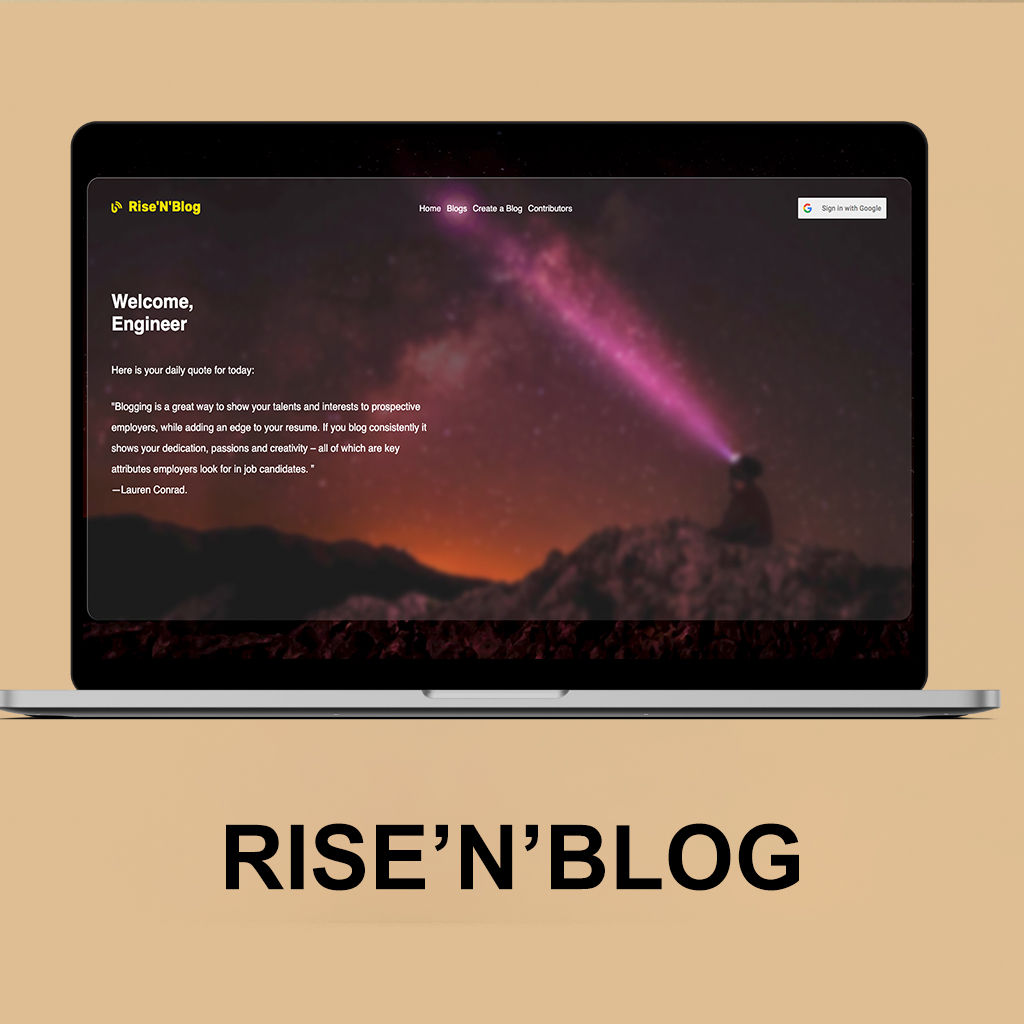 Rise'N'Blog
Home Blogs Create a Blog Contributors
Sign in with Google
Welcome,
Engineer
Here is your daily quote for today:
"Blogging is a great way to show your talents and interests to prospective
employers, while adding an edge to your resume. If you blog consistently it
shows your dedication, passions and creativity – all of which are key
attributes employers look for in job candidates. "
—Lauren Conrad.
RISE’N’BLOG